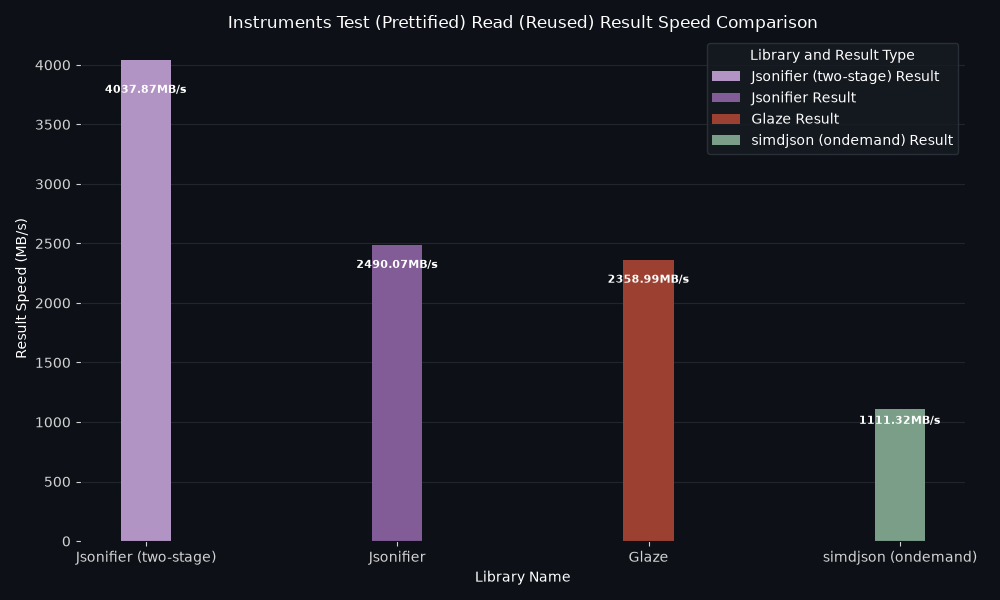 Instruments Test (Prettified) Read (Reused) Result Speed Comparison
Library and Result Type
Jsonifier (two-stage) Result
Jsonifier Result
Glaze Result
simdjson (ondemand) Result
Result Speed (MB/s)
4000
3500
3000
2500
2000
1500
1000
500
0
4037.87MB/s
2490.07MB/s
2358.99MB/s
1111.32MB/s
Jsonifier (two-stage)
Jsonifier
Glaze
simdjson (ondemand)
Library Name